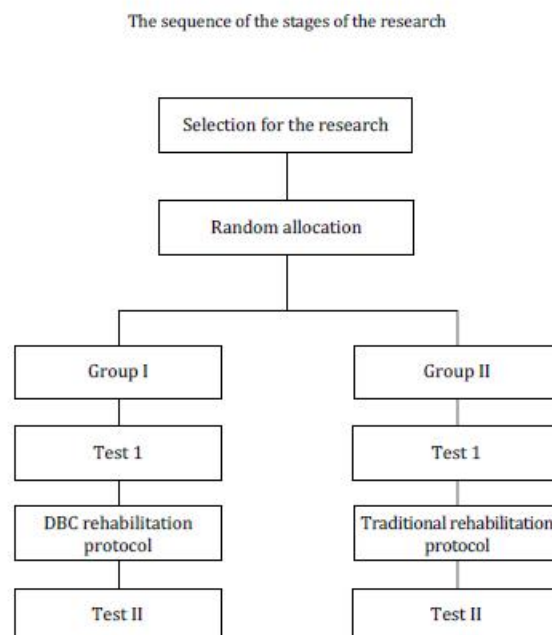 The sequence of the stages of the research
Selection for the research
Random allocation
Group I
Group II
Test 1
Test 1
DBC rehabilitation
protocol
Traditional rehabilitation
protocol
Test II
Test II